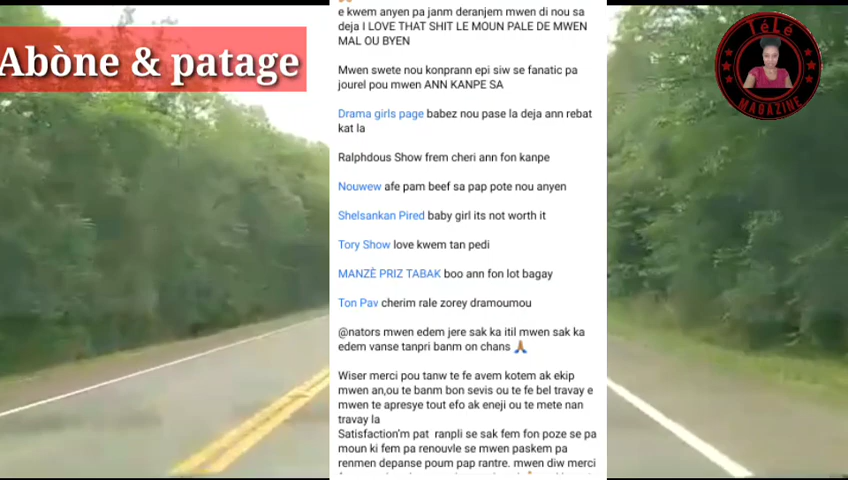 Abòne & patage
TéLé
MAGAZINE
e kwem anyen pa janm deranjem mwen di nou sa
deja I LOVE THAT SHIT LE MOUN PALE DE MWEN
MAL OU BYEN
Mwen swete nou konprann epi siw se fanatic pa
jourel pou mwen ANN KANPE SA
Drama girls page babez nou pase la deja ann rebat
kat la
Ralphdous Show frem cheri ann fon kanpe
Nouwew afe pam beef sa pap pote nou anyen
Shelsankan Pired baby girl its not worth it
Tory Show love kwem tan pedi
MANZÈ PRIZ TABAK boo ann fon lot bagay
Ton Pav cherim rale zorey dramoumou
@nators mwen edem jere sak ka itil mwen sak ka
edem vanse tanpri banm on chans 🙏🏾
Wiser merci pou tanw te fe avem kotem ak ekip
mwen an,ou te banm bon sevis ou te fe bel travay e
mwen te apresye tout efo ak eneji ou te mete nan
travay la
Satisfaction'm pat ranpli se sak fem fon poze se pa
moun ki fem pa renouvle se mwen paskem pa
renmen depanse poum pap rantre. mwen diw merci